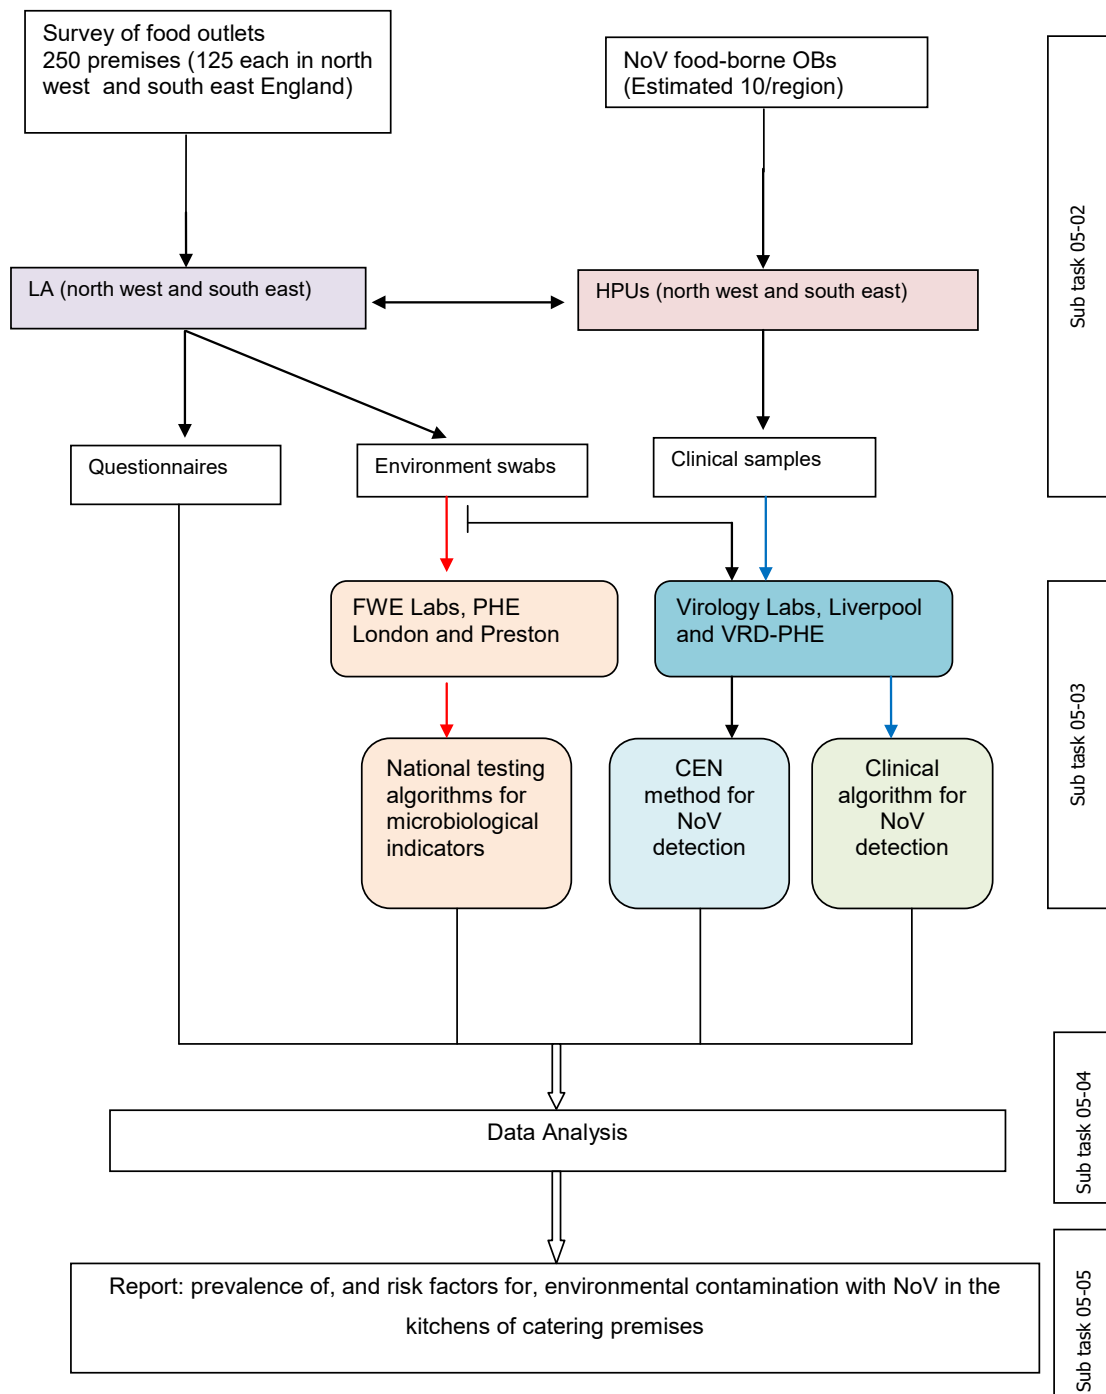 Survey of food outlets
250 premises (125 each in north
west  and south east England)
NoV food-borne OBs
(Estimated 10/region)
Sub task 05-02
LA (north west and south east)
HPUs (north west and south east)
Questionnaires
Environment swabs
Clinical samples
FWE Labs, PHE
London and Preston
Virology Labs, Liverpool
and VRD-PHE
Sub task 05-03
National testing
algorithms for
microbiological
indicators
CEN
method for
NoV
detection
Clinical
algorithm for
NoV
detection
Sub task 05-04
Data Analysis
Sub task 05-05
Report: prevalence of, and risk factors for, environmental contamination with NoV in the
kitchens of catering premises